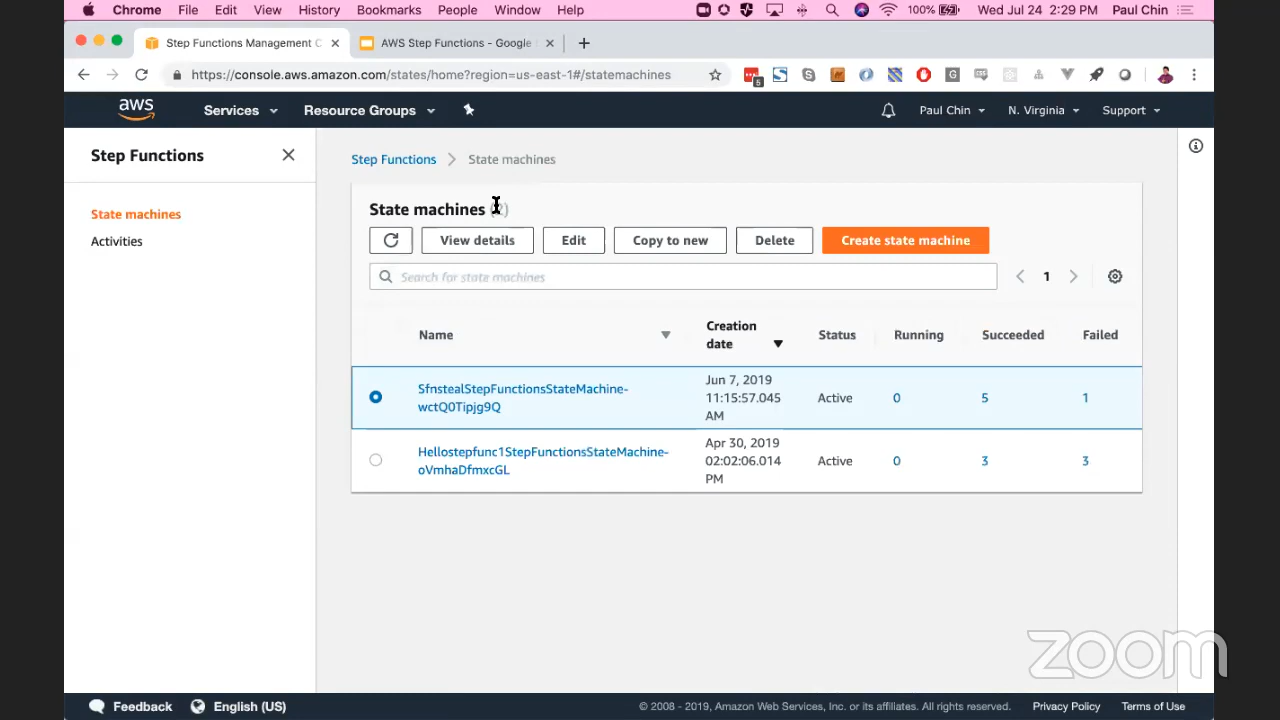 Chrome File Edit View History Bookmarks People Window Help 100% Wed Jul 24 2:29 PM Paul Chin
Step Functions Management C AWS Step Functions - Google
https://console.aws.amazon.com/states/home?region=us-east-1#/statemachines
5
aws Services Resource Groups Paul Chin N. Virginia Support
Step Functions
State machines
Activities
Step Functions > State machines
State machines
View details Edit Copy to new Delete Create state machine
Search for state machines 1
Name Creation date Status Running Succeeded Failed
SfnstealStepFunctionsStateMachine-
wctQ0Tipjg9Q
Jun 7, 2019
11:15:57.045
AM
Active 0 5 1
Hellostepfunc1StepFunctionsStateMachine-
oVmhaDfmxcGL
Apr 30, 2019
02:02:06.014
PM
Active 0 3 3
zoom
Feedback English (US) © 2008 - 2019, Amazon Web Services, Inc. or its affiliates. All rights reserved. Privacy Policy Terms of Use